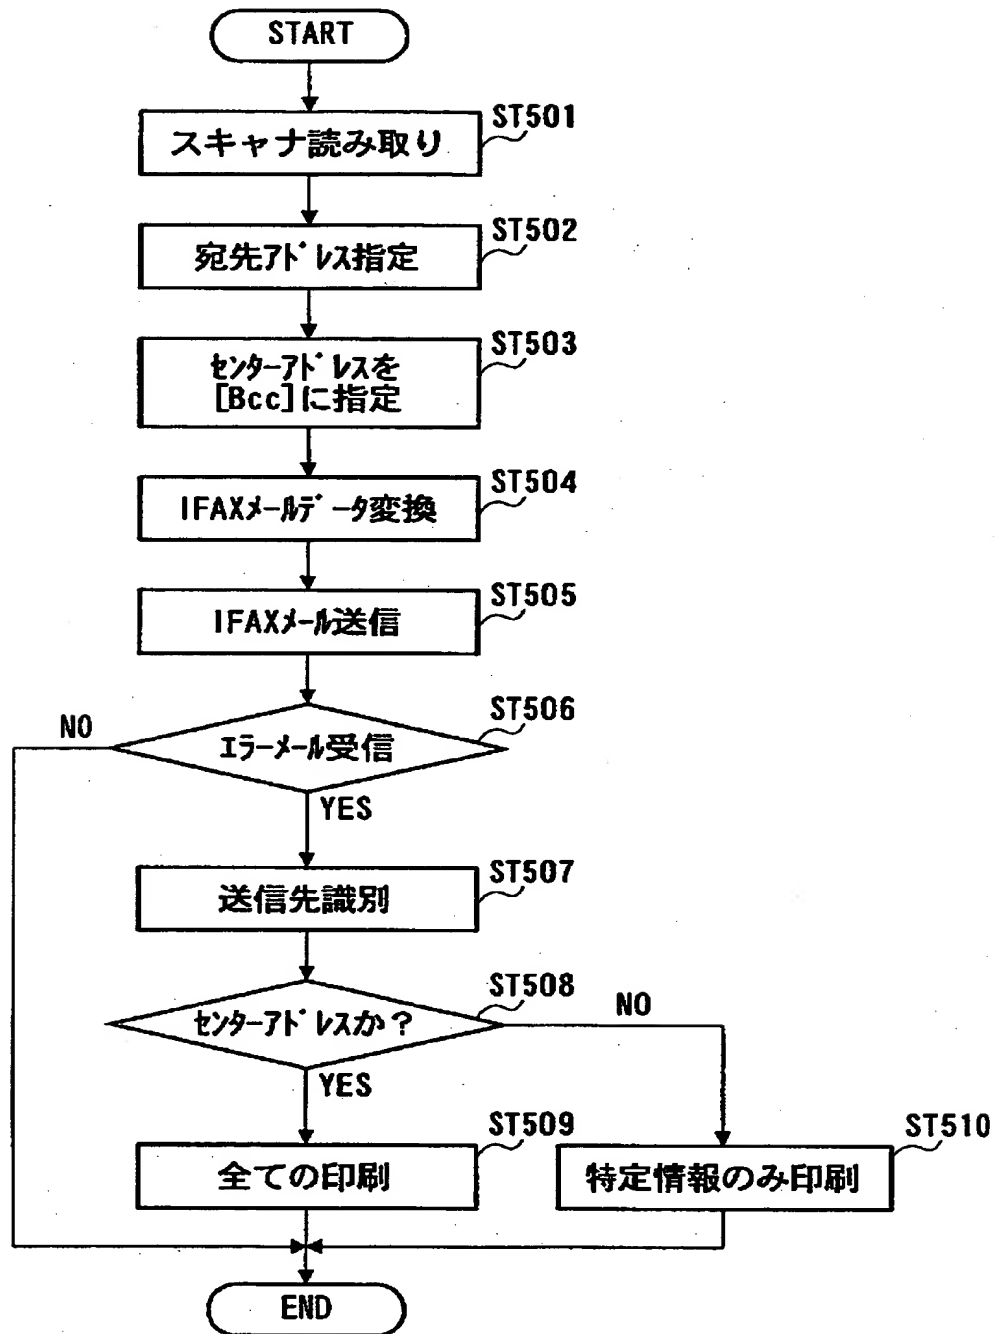 START
ST501
スキャナ読み取り
ST502
宛先ｱﾄﾞﾚｽ指定
ST503
ｾﾝﾀｰｱﾄﾞﾚｽを
[Bcc]に指定
ST504
IFAXﾒｰﾙﾃﾞｰﾀ変換
ST505
IFAXﾒｰﾙ送信
ST506
NO
ｴﾗｰﾒｰﾙ受信
YES
ST507
送信先識別
ST508
NO
ｾﾝﾀｰｱﾄﾞﾚｽか？
YES
ST509
ST510
全ての印刷
特定情報のみ印刷
END